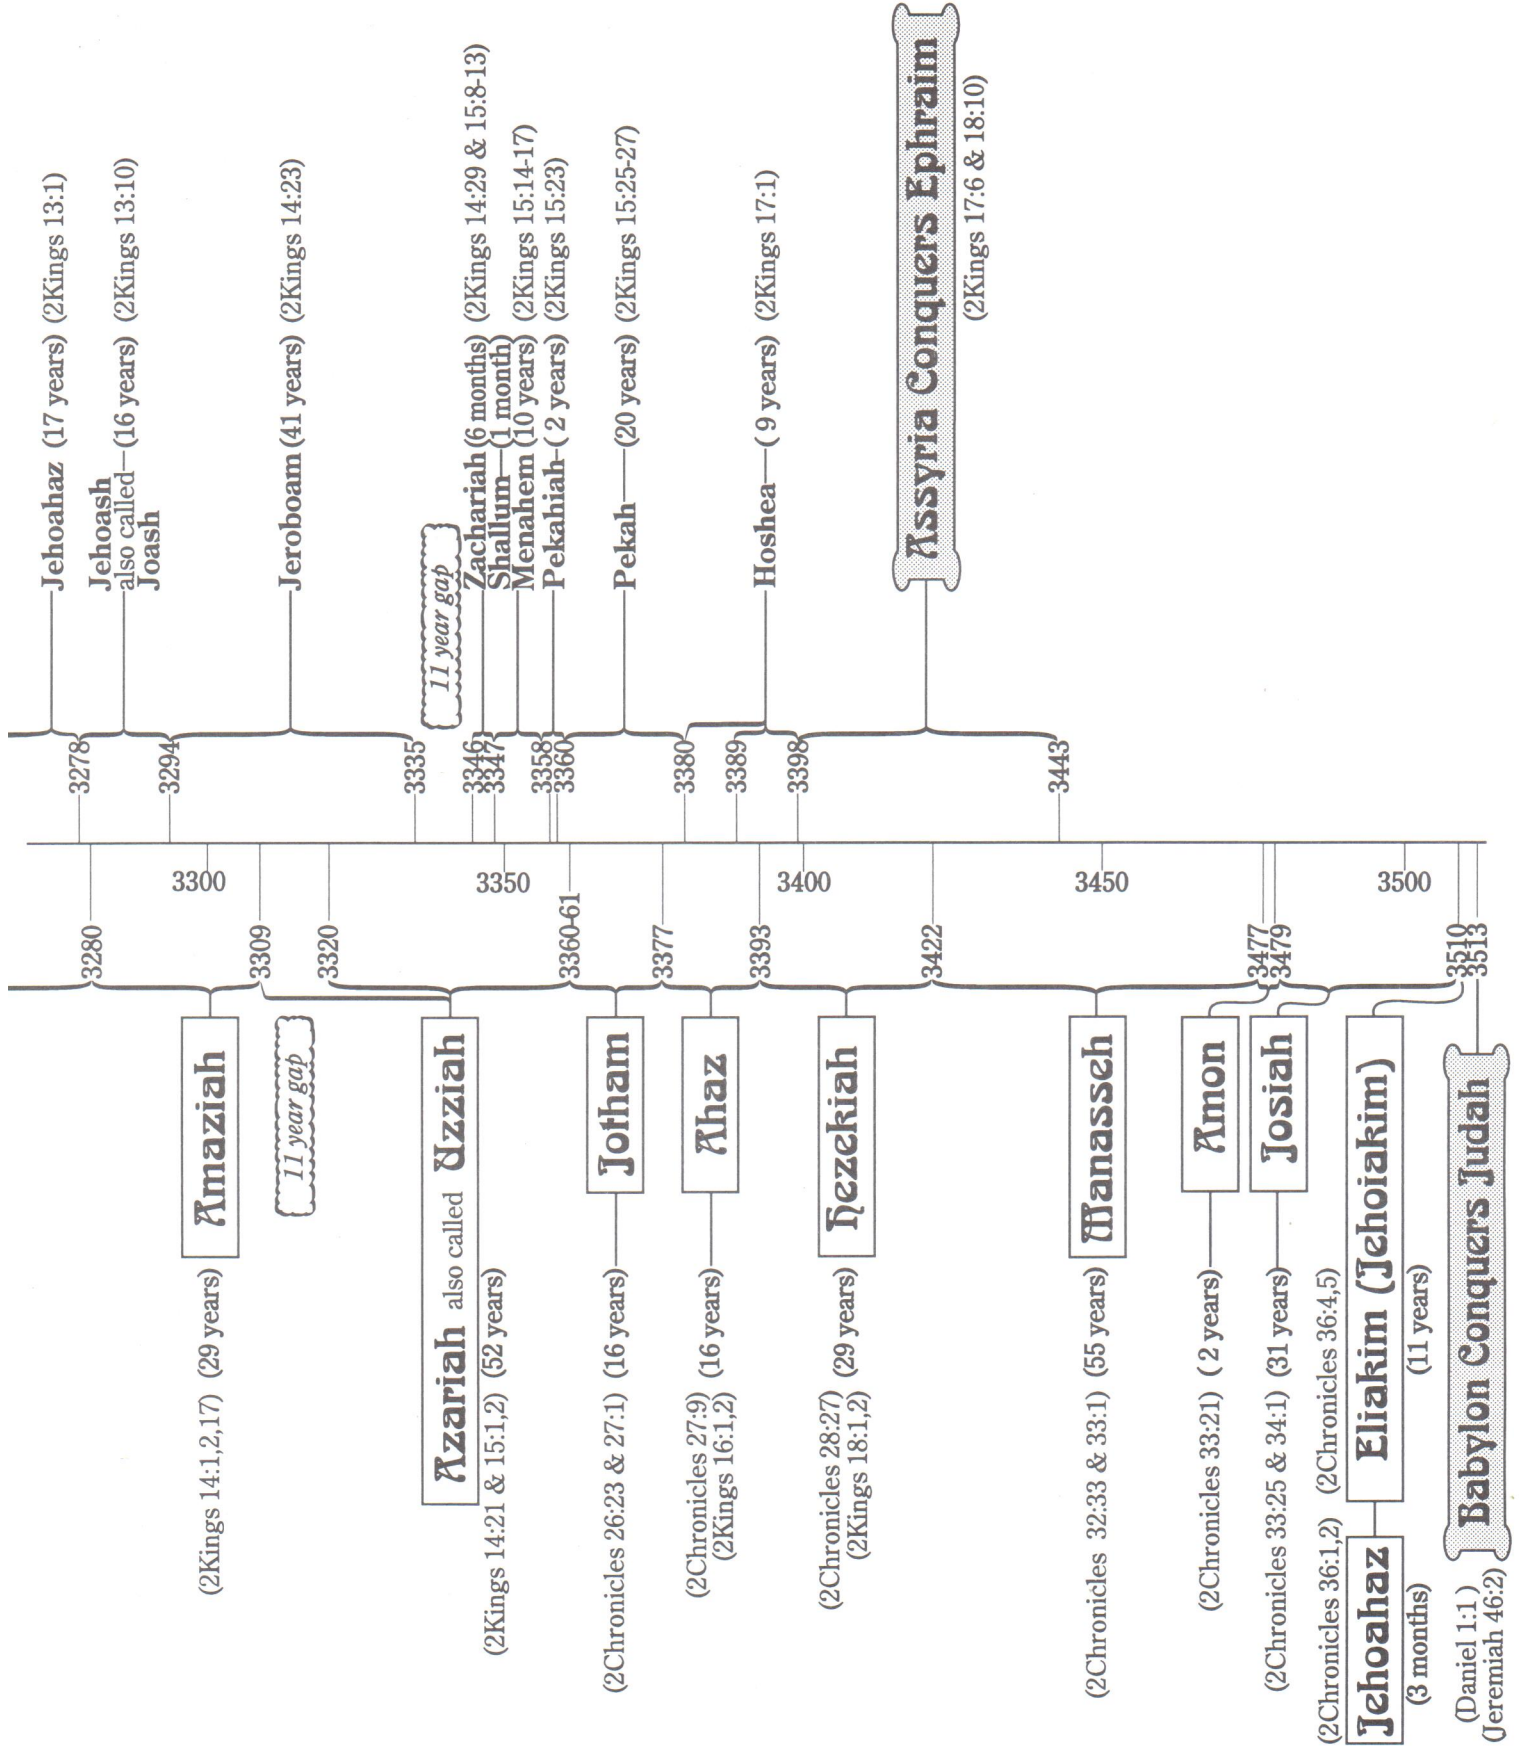 Jehoahaz (17 years) (2Kings 13:1)
Jehoash
also called (16 years) (2Kings 13:10)
Joash
Jeroboam (41 years) (2Kings 14:23)
11 year gap
Zachariah (6 months) (2Kings 14:29 & 15:8-13)
Shallum (1 month)
Menahem (10 years) (2Kings 15:14-17)
Pekahiah ( 2 years) (2Kings 15:23)
Pekah (20 years) (2Kings 15:25-27)
Hoshea ( 9 years) (2Kings 17:1)
Assyria Conquers Ephraim
(2Kings 17:6 & 18:10)
3278
3294
3335
3346
3347
3358
3360
3380
3389
3398
3443
3300
3350
3400
3450
3500
3280
3309
3320
3360-61
3377
3393
3422
3477
3479
3510
3513
(2Kings 14:1,2,17) (29 years) Amaziah
11 year gap
Azariah also called Uzziah
(2Kings 14:21 & 15:1,2) (52 years)
(2Chronicles 26:23 & 27:1) (16 years) Jotham
(2Chronicles 27:9) (16 years) Ahaz
(2Kings 16:1,2)
(2Chronicles 28:27) (29 years) Hezekiah
(2Kings 18:1,2)
(2Chronicles 32:33 & 33:1) (55 years) Manasseh
(2Chronicles 33:21) ( 2 years) Amon
(2Chronicles 33:25 & 34:1) (31 years) Josiah
(2Chronicles 36:1,2) (2Chronicles 36:4,5)
Jehoahaz Eliakim (Jehoiakim)
(3 months) (11 years)
Babylon Conquers Judah
(Daniel 1:1 )
(Jeremiah 46:2)